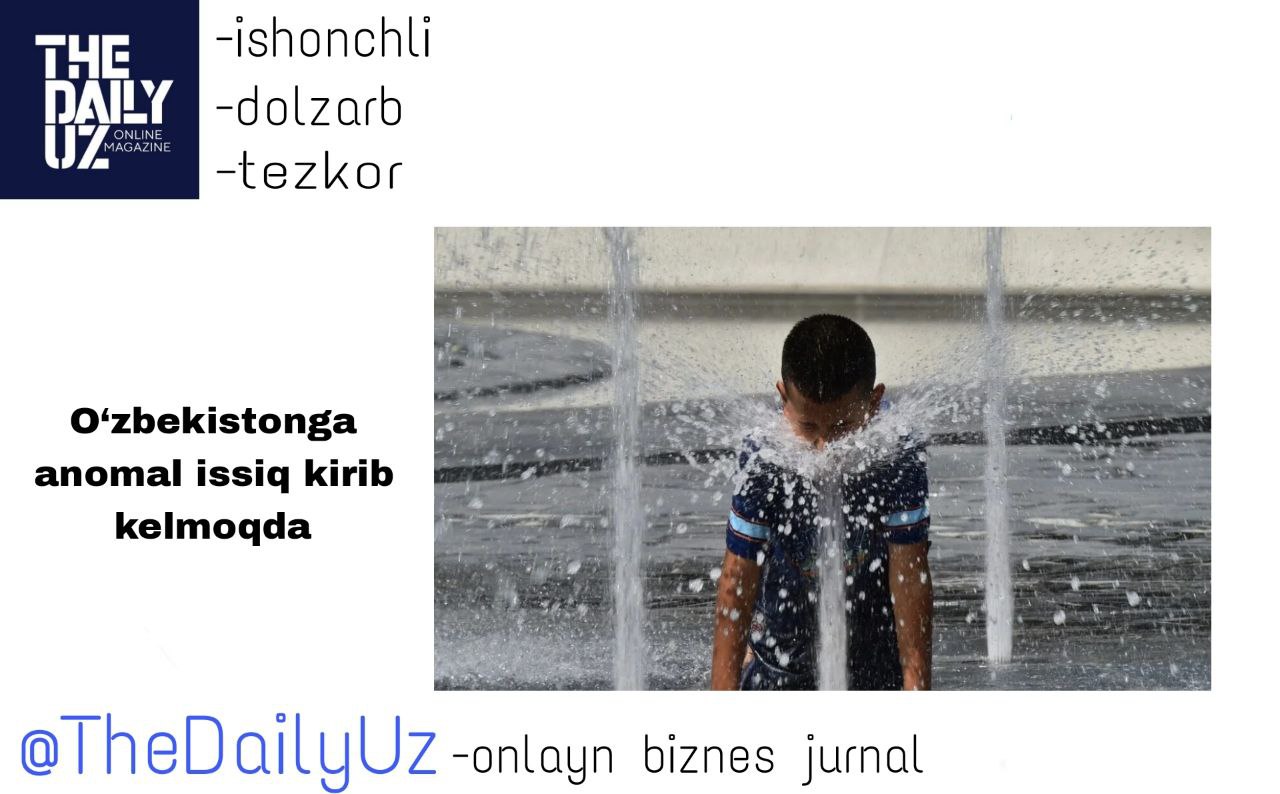 THE
DAILY
UZ ONLINE
MAGAZINE
-ishonchli
-dolzarb
-tezkor
O‘zbekistonga
anomal issiq kirib
kelmoqda
@TheDailyUz -onlayn biznes jurnal